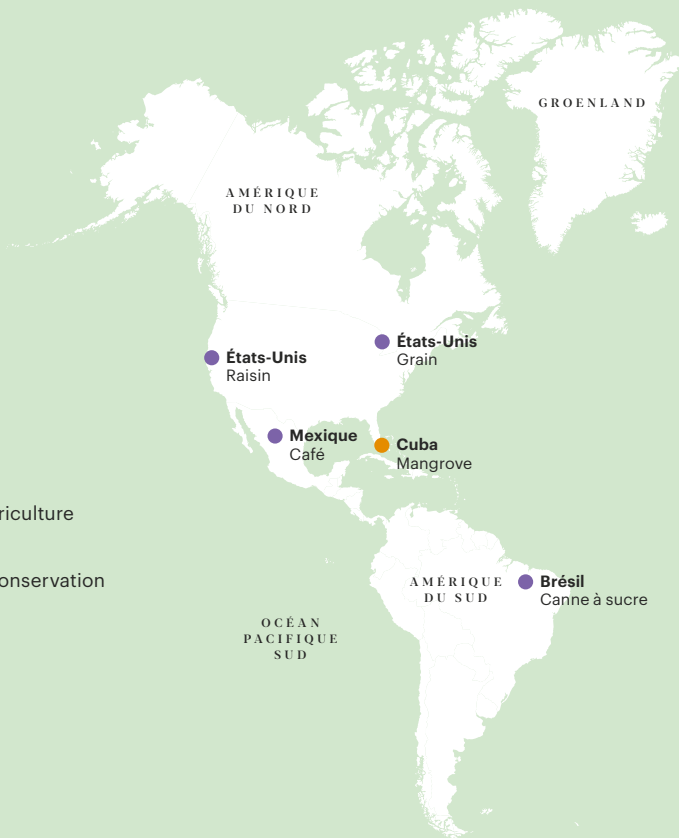 GROENLAND
AMÉRIQUE
DU NORD
États-Unis
Grain
États-Unis
Raisin
Mexique
Café
Cuba
Mangrove
riculture
onservation
AMÉRIQUE
DU SUD
Brésil
Canne à sucre
OCÉAN
PACIFIQUE
SUD